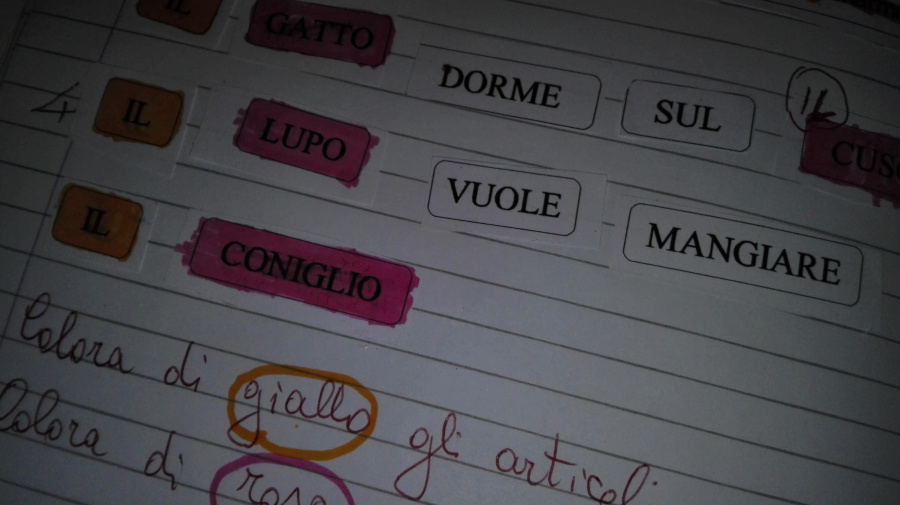 IL GATTO DORME SUL
IL
4 IL LUPO VUOLE MANGIARE
IL CONIGLIO
Colora di giallo gli articoli
Colora di rosa